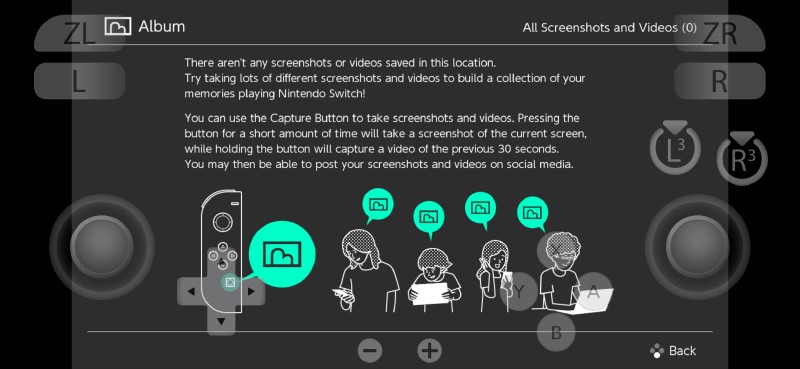 ZL
Album
All Screenshots and Videos (0)
ZR
L
R
There aren't any screenshots or videos saved in this location.
Try taking lots of different screenshots and videos to build a collection of your
memories playing Nintendo Switch!
You can use the Capture Button to take screenshots and videos. Pressing the
button for a short amount of time will take a screenshot of the current screen,
while holding the button will capture a video of the previous 30 seconds.
You may then be able to post your screenshots and videos on social media.
L3
R3
X
Y
A
B
Back